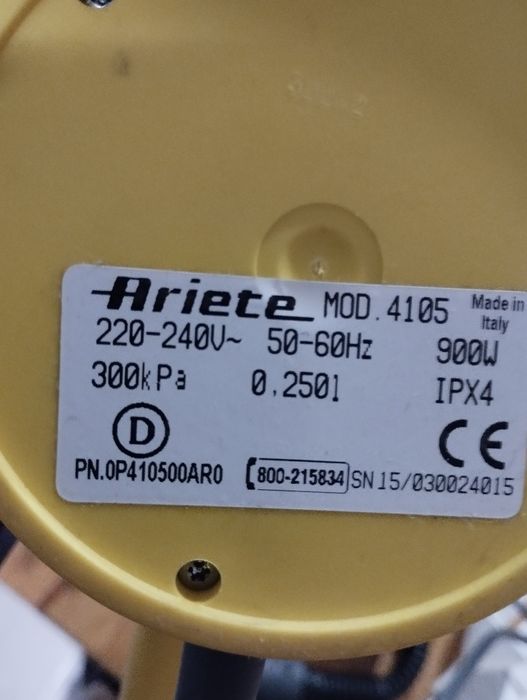 Ariete MOD. 4105 Made in Italy
220-240V~ 50-60Hz 900W
300kPa 0,250l IPX4
D CE
PN.0P410500AR0 800-215834 SN 15/030024015